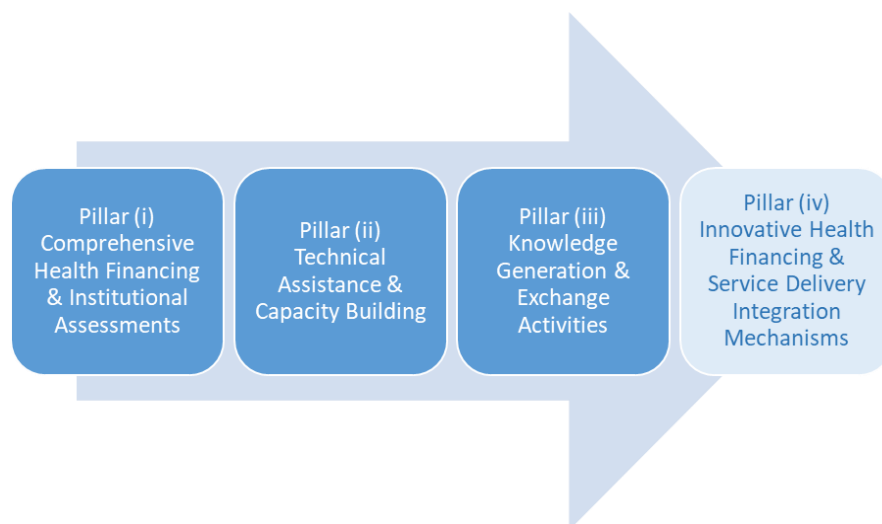 Pillar (i)
Comprehensive
Health Financing
& Institutional
Assessments
Pillar (ii)
Technical
Assistance &
Capacity Building
Pillar (iii)
Knowledge
Generation &
Exchange
Activities
Pillar (iv)
Innovative Health
Financing &
Service Delivery
Integration
Mechanisms